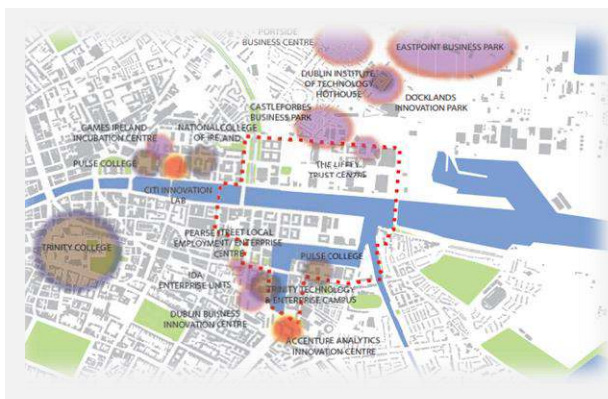 PORTSIDE
BUSINESS CENTRE
EASTPOINT BUSINESS PARK
DUBLIN INSTITUTE
OF TECHNOLOGY
HOTHOUSE
DOCKLANDS
INNOVATION PARK
CASTLEFORBES
BUSINESS PARK
GAMES IRELAND
INCUBATION CENTRE
NATIONAL COLLEGE
OF IRELAND
PULSE COLLEGE
THE LIFFEY
TRUST CENTRE
CITI INNOVATION
LAB
PEARSE STREET LOCAL
EMPLOYMENT/ ENTERPRISE
CENTRE
TRINITY COLLEGE
PULSE COLLEGE
IDA
ENTERPRISE UNITS
TRINITY TECHNOLOGY
& ENTERPRISE CAMPUS
DUBLIN BUISNESS
INNOVATION CENTRE
ACCENTURE ANALYTICS
INNOVATION CENTRE